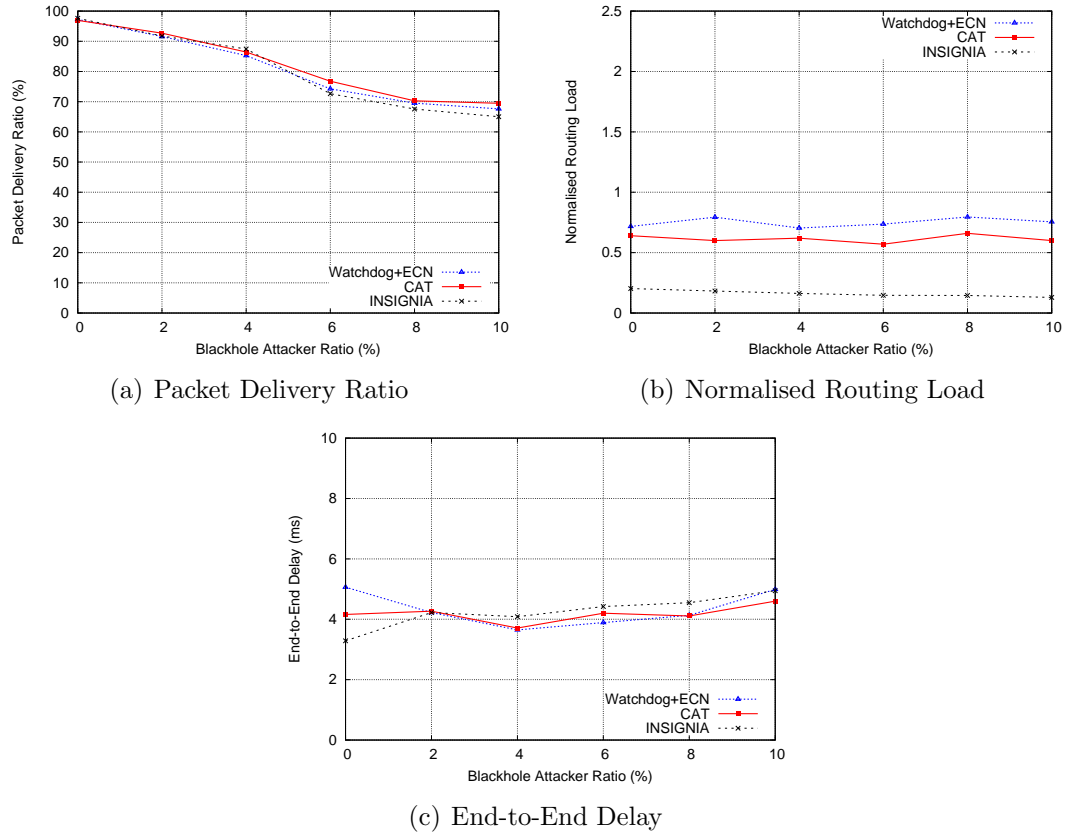 100
90
80
70
60
50
40
30
20
10
0
Packet Delivery Ratio (%)
Watchdog+ECN
CAT
INSIGNIA
0 2 4 6 8 10
Blackhole Attacker Ratio (%)
(a) Packet Delivery Ratio
2.5
2
1.5
1
0.5
0
Normalised Routing Load
Watchdog+ECN
CAT
INSIGNIA
0 2 4 6 8 10
Blackhole Attacker Ratio (%)
(b) Normalised Routing Load
10
8
6
4
2
0
End-to-End Delay (ms)
Watchdog+ECN
CAT
INSIGNIA
0 2 4 6 8 10
Blackhole Attacker Ratio (%)
(c) End-to-End Delay